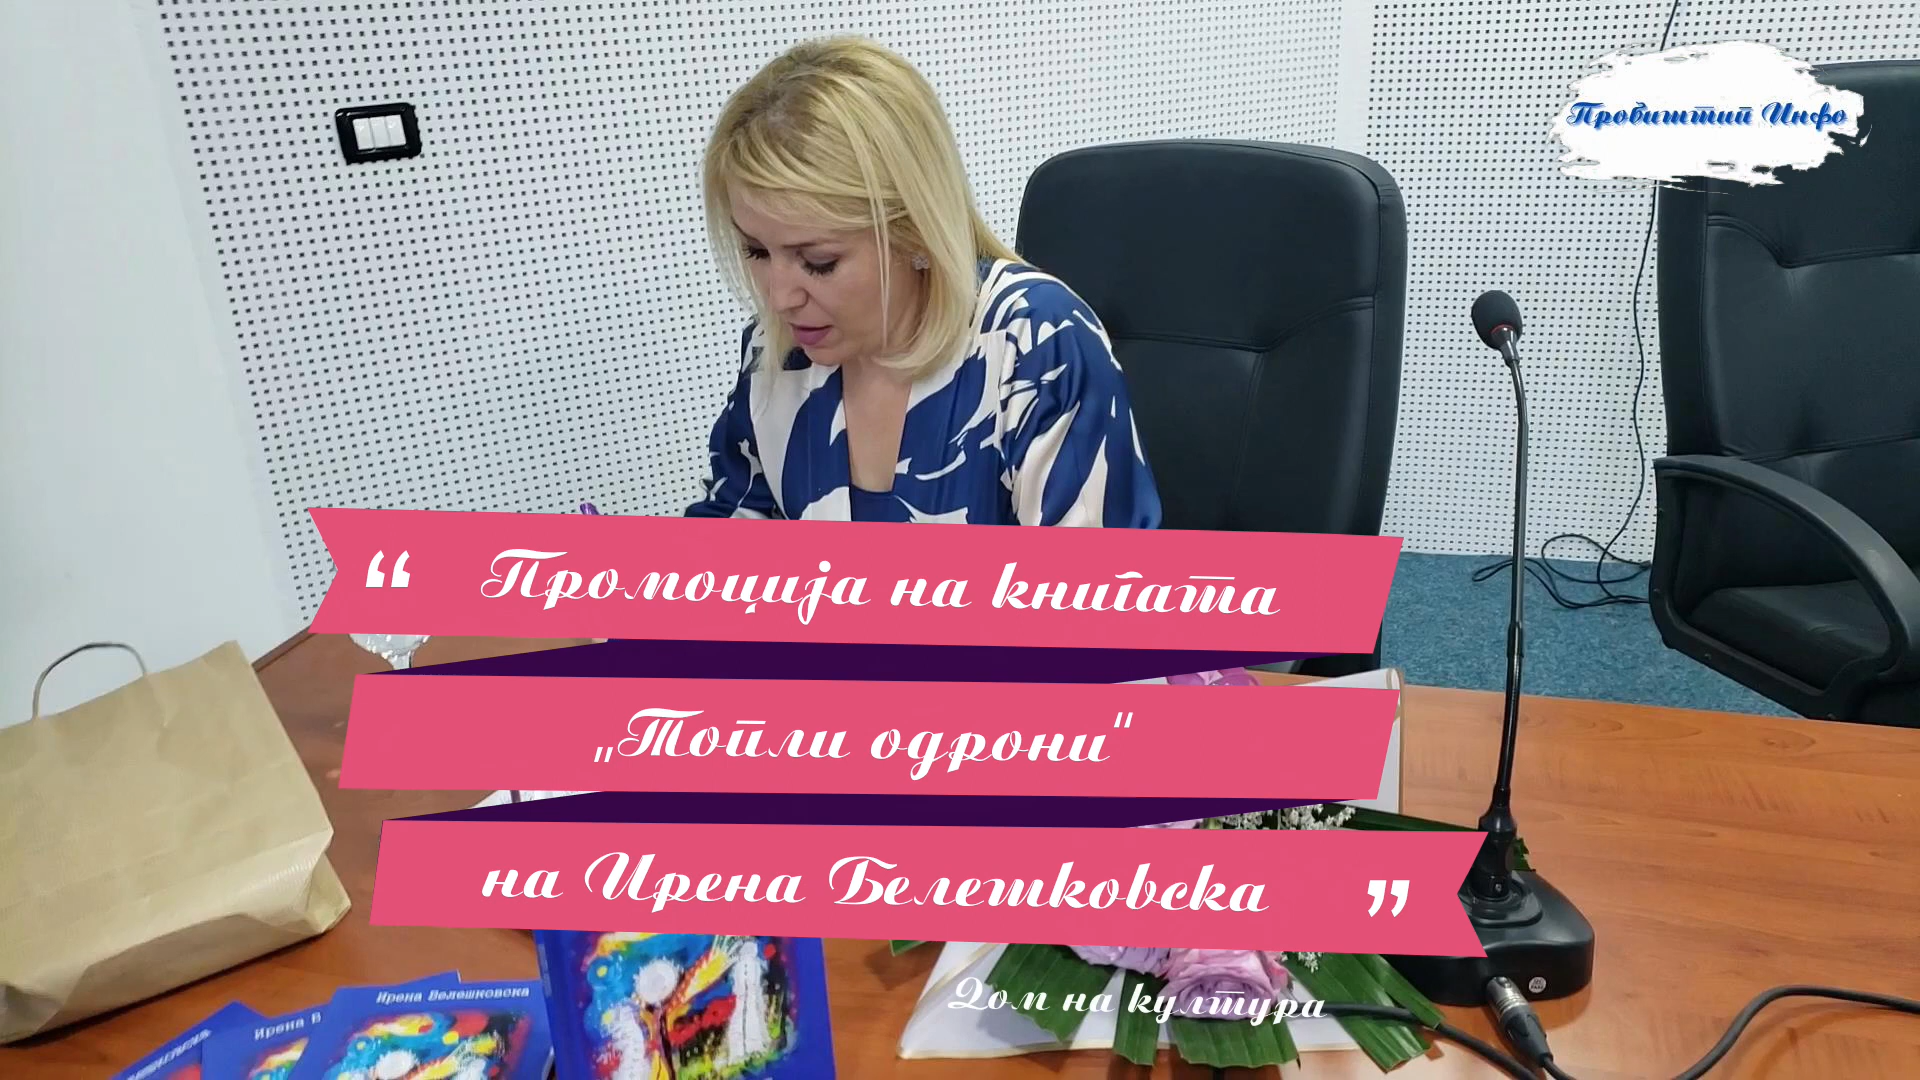 Пробиштип Инфо
“ Промоција на книгата
„Топли одрони“
на Ирена Белешковска ”
Ирена Белешковска
Ирена
Дом на култура